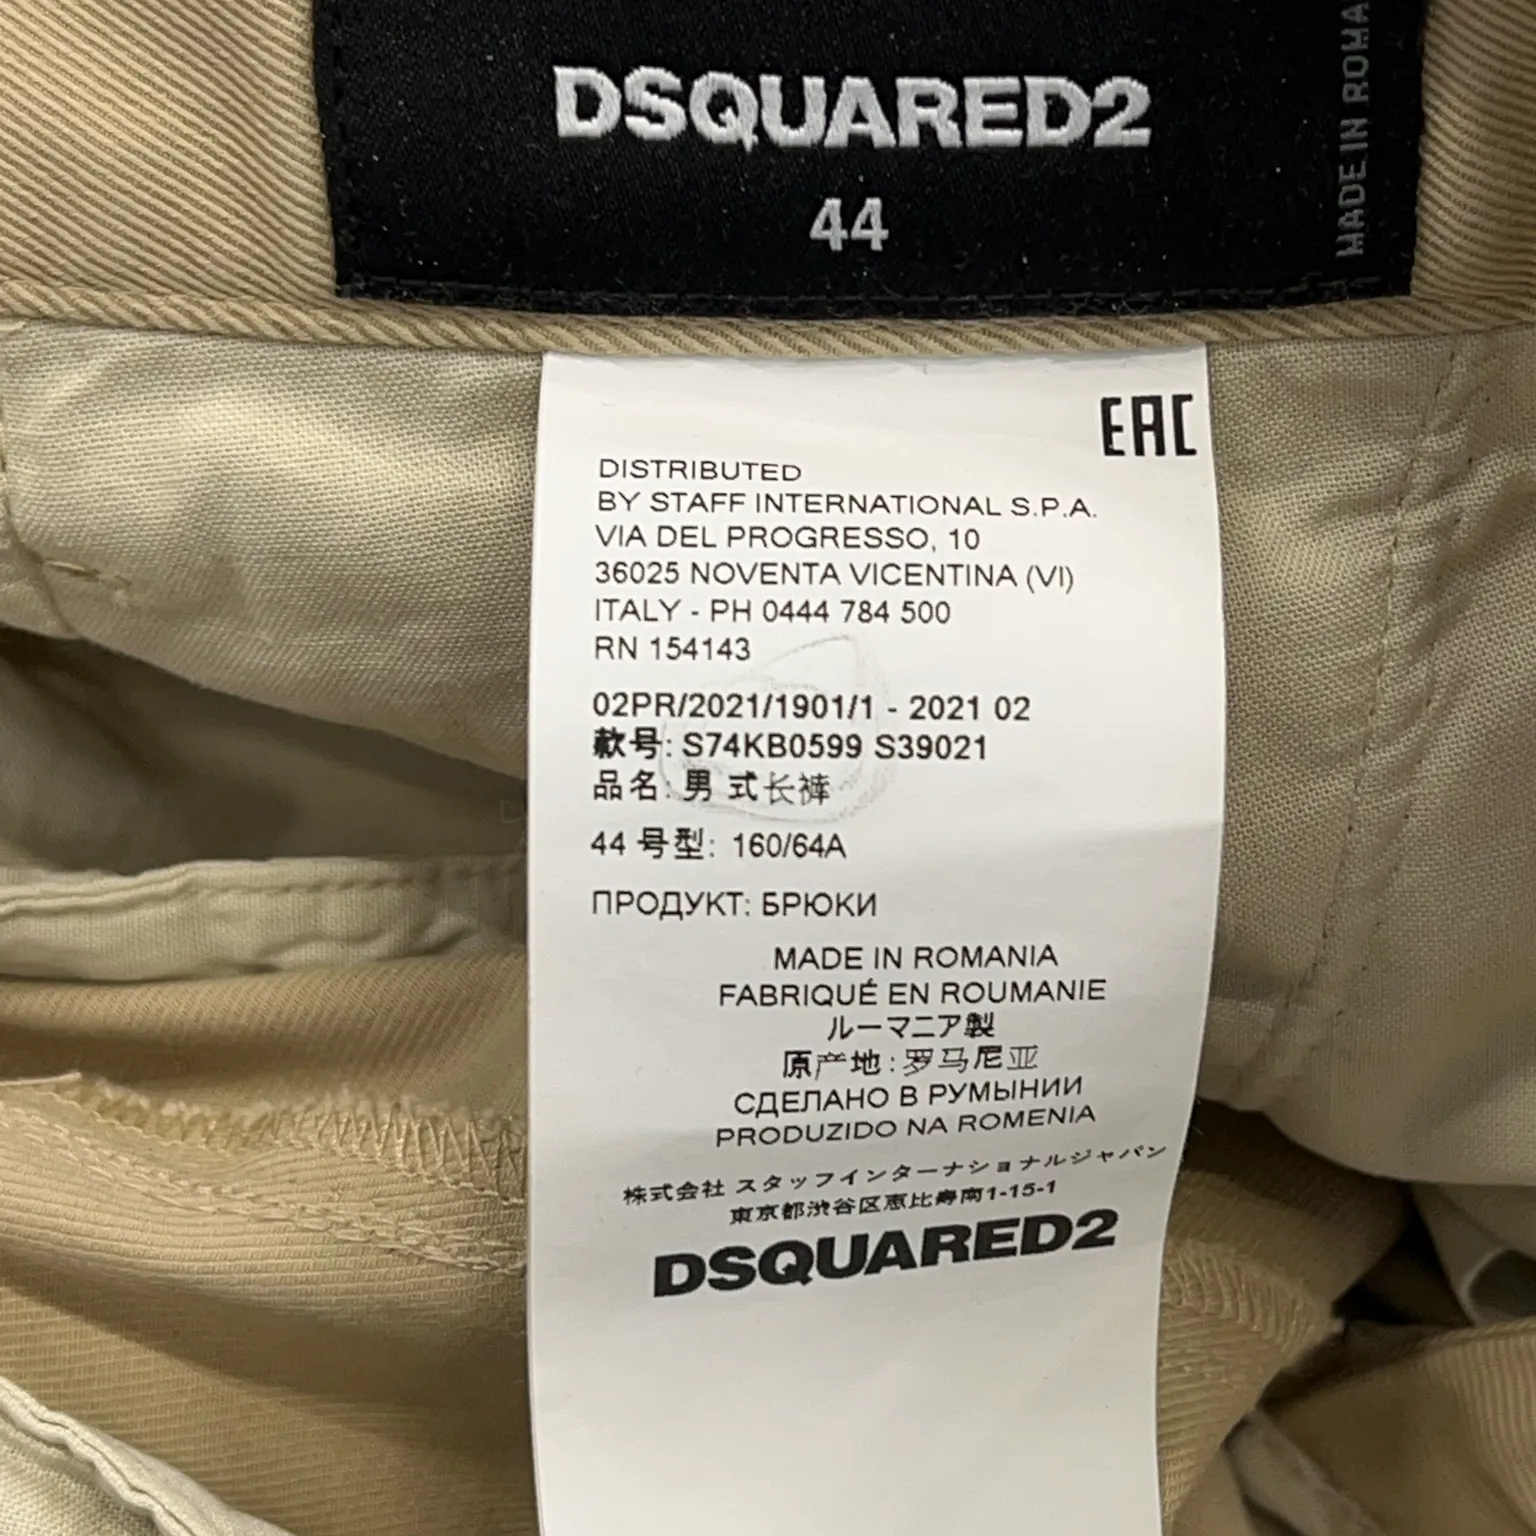 DSQUARED2
44
MADE IN ROMA
EAC
DISTRIBUTED
BY STAFF INTERNATIONAL S.P.A.
VIA DEL PROGRESSO, 10
36025 NOVENTA VICENTINA (VI)
ITALY - PH 0444 784 500
RN 154143
02PR/2021/1901/1 - 2021 02
款号: S74KB0599 S39021
品名: 男式长裤
44 号型: 160/64A
ПРОДУКТ: БРЮКИ
MADE IN ROMANIA
FABRIQUÉ EN ROUMANIE
ルーマニア製
原产地:罗马尼亚
СДЕЛАНО В РУМЫНИИ
PRODUZIDO NA ROMENIA
株式会社 スタッフインターナショナルジャパン
東京都渋谷区恵比寿南1-15-1
DSQUARED2